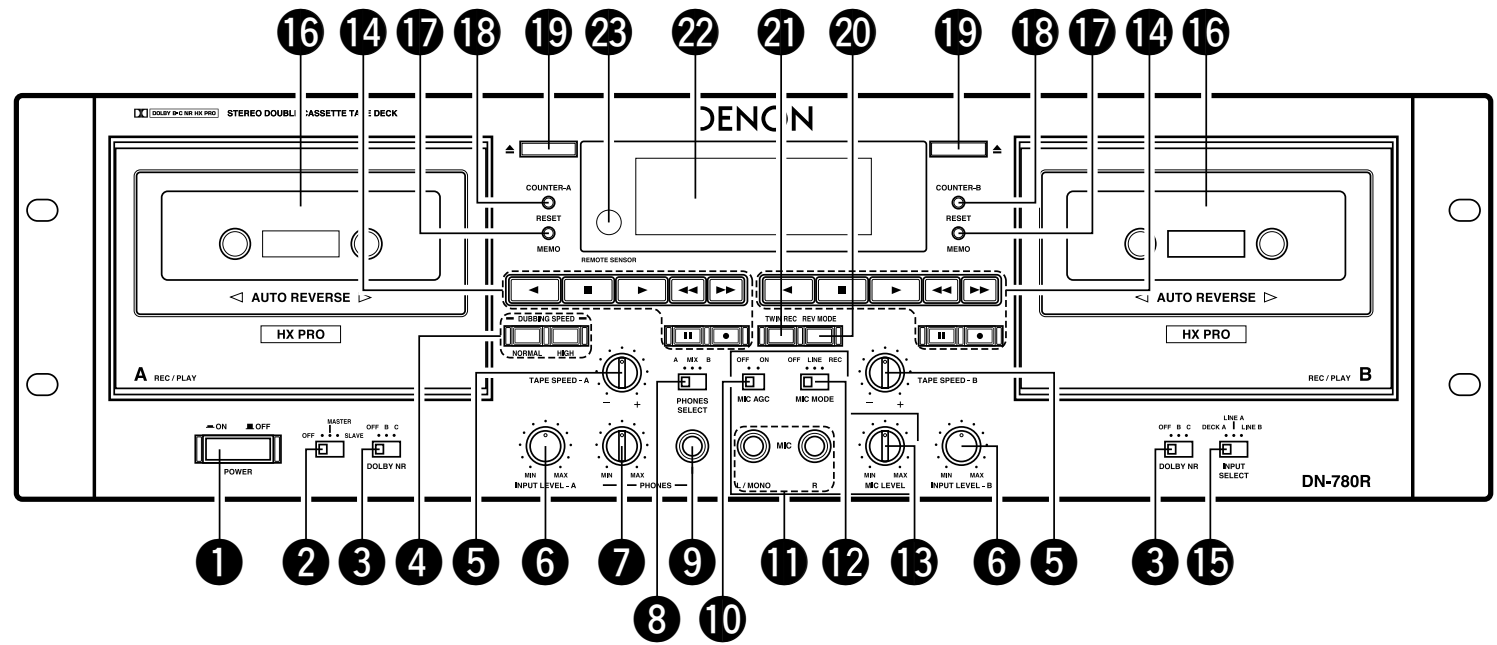 16 14 17 18 19 23 22 21 20 19 18 17 14 16
DOLBY B•C NR HX PRO STEREO DOUBLE CASSETTE TAPE DECK
DENON
COUNTER-A COUNTER-B
RESET RESET
MEMO MEMO
REMOTE SENSOR
AUTO REVERSE AUTO REVERSE
HX PRO HX PRO
DUBBING SPEED TWIN REC REV MODE
NORMAL HIGH
A MIX B OFF ON OFF LINE REC
A REC / PLAY TAPE SPEED - A MIC AGC MIC MODE TAPE SPEED - B REC / PLAY B
− + PHONES SELECT − +
ON OFF
MASTER
OFF SLAVE OFF B C
POWER DOLBY NR
MIC
MIN MAX MIN MAX MIN MAX MIN MAX
INPUT LEVEL - A PHONES L / MONO R MIC LEVEL INPUT LEVEL - B
LINE A
OFF B C DECK A LINE B
DOLBY NR INPUT SELECT
DN-780R
1 2 3 4 5 6 7 9 11 12 13 6 5 3 15
8 10